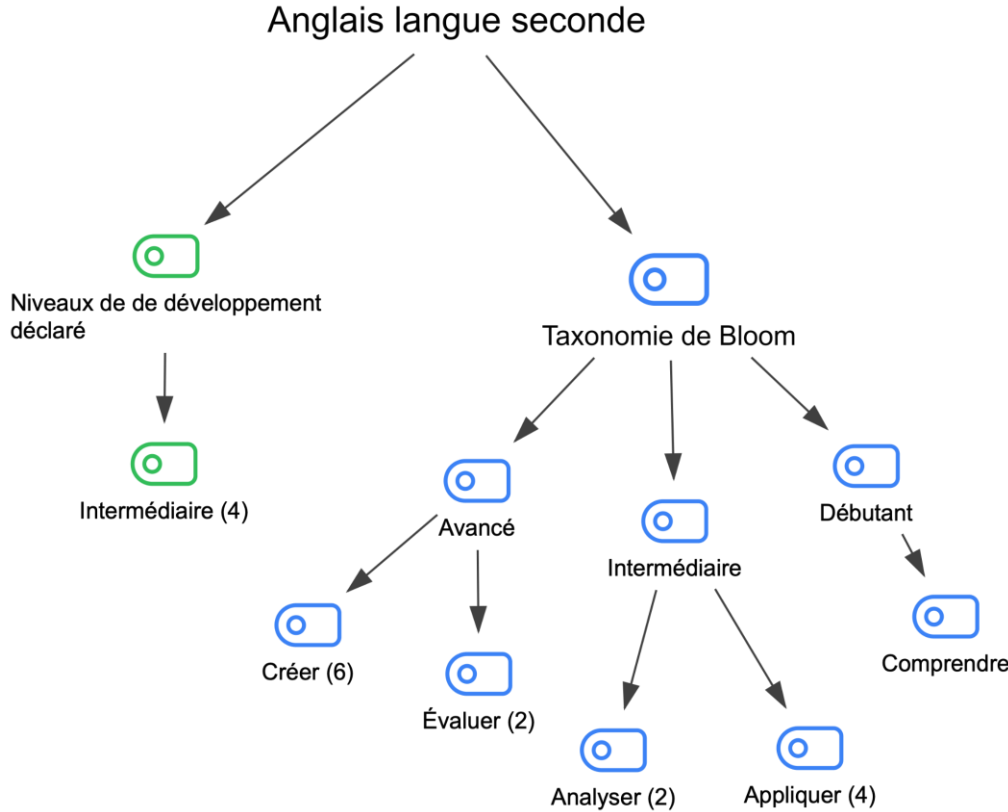 Anglais langue seconde
Niveaux de de développement
déclaré
Taxonomie de Bloom
Intermédiaire (4)
Avancé
Débutant
Intermédiaire
Créer (6)
Comprendre
Évaluer (2)
Analyser (2)
Appliquer (4)